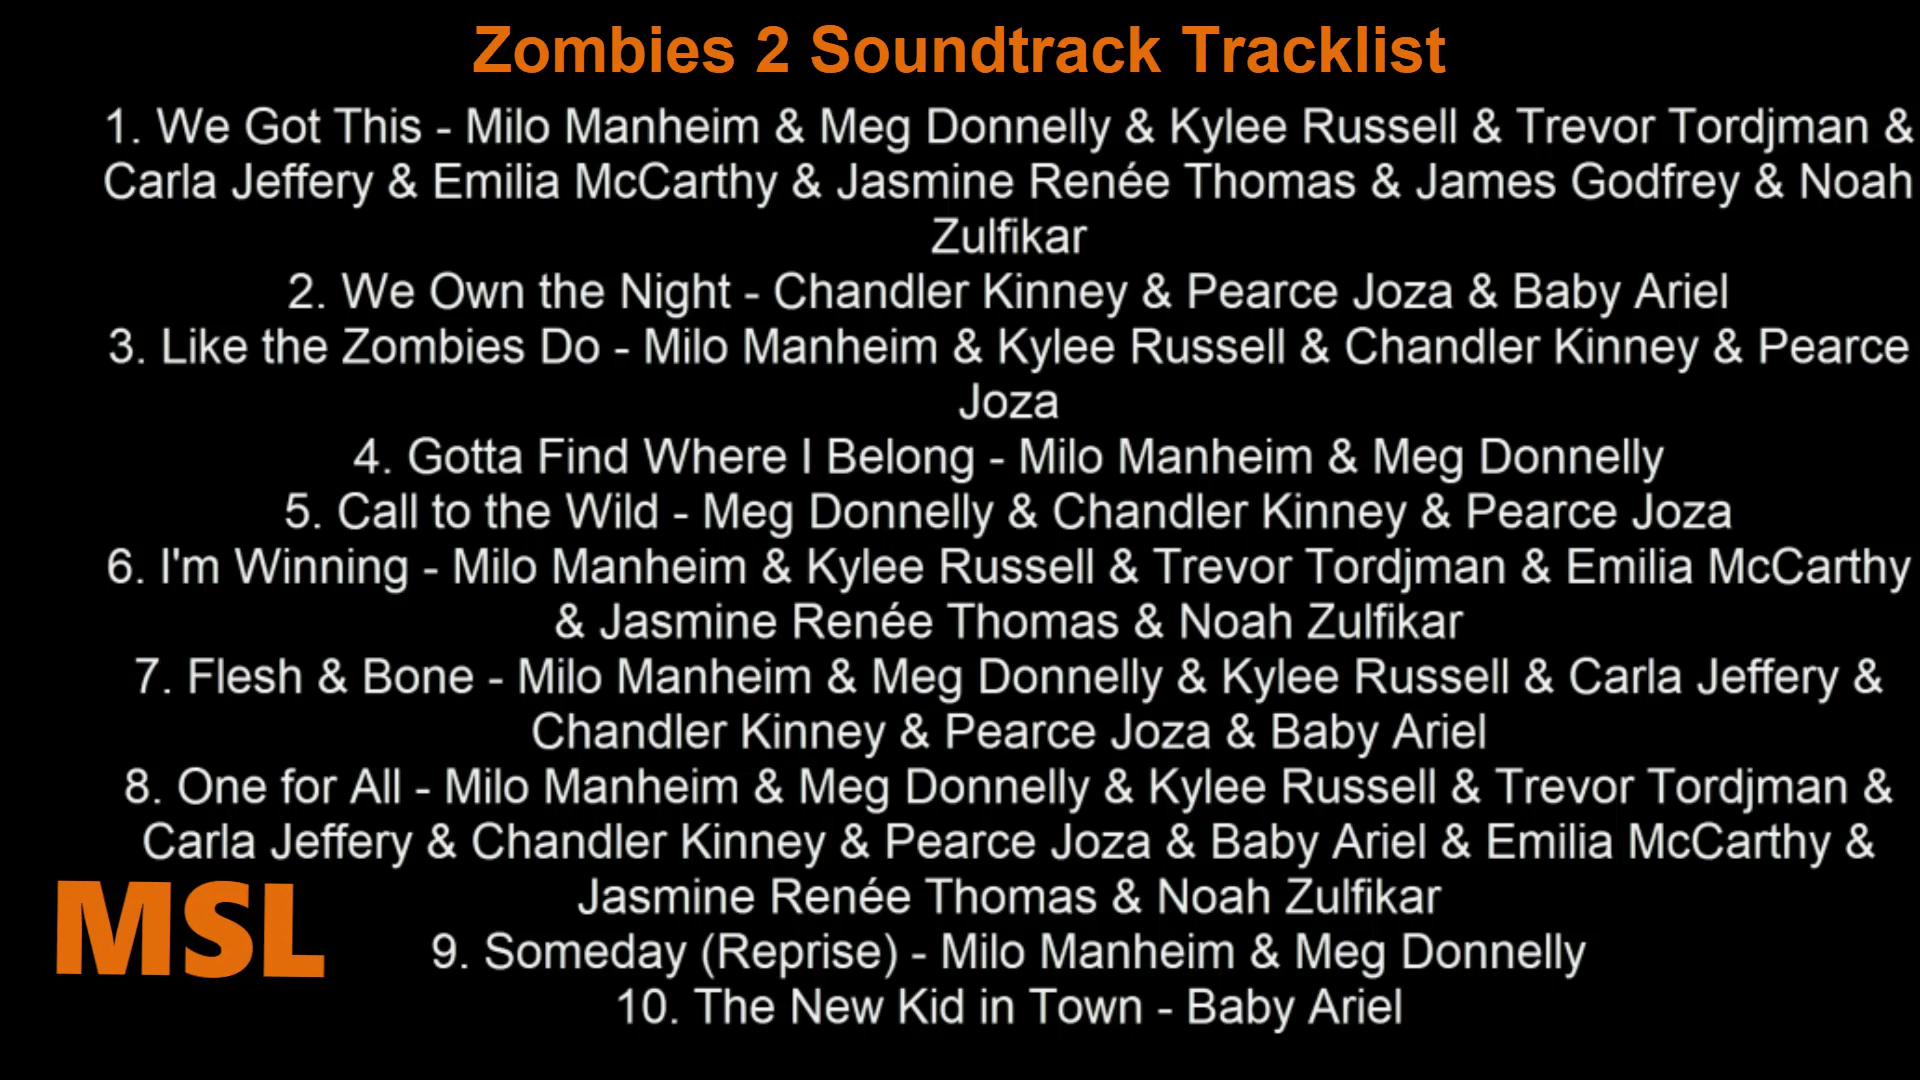 Zombies 2 Soundtrack Tracklist
1. We Got This - Milo Manheim & Meg Donnelly & Kylee Russell & Trevor Tordjman &
Carla Jeffery & Emilia McCarthy & Jasmine Renée Thomas & James Godfrey & Noah
Zulfikar
2. We Own the Night - Chandler Kinney & Pearce Joza & Baby Ariel
3. Like the Zombies Do - Milo Manheim & Kylee Russell & Chandler Kinney & Pearce
Joza
4. Gotta Find Where I Belong - Milo Manheim & Meg Donnelly
5. Call to the Wild - Meg Donnelly & Chandler Kinney & Pearce Joza
6. I'm Winning - Milo Manheim & Kylee Russell & Trevor Tordjman & Emilia McCarthy
& Jasmine Renée Thomas & Noah Zulfikar
7. Flesh & Bone - Milo Manheim & Meg Donnelly & Kylee Russell & Carla Jeffery &
Chandler Kinney & Pearce Joza & Baby Ariel
8. One for All - Milo Manheim & Meg Donnelly & Kylee Russell & Trevor Tordjman &
Carla Jeffery & Chandler Kinney & Pearce Joza & Baby Ariel & Emilia McCarthy &
Jasmine Renée Thomas & Noah Zulfikar
9. Someday (Reprise) - Milo Manheim & Meg Donnelly
10. The New Kid in Town - Baby Ariel
MSL